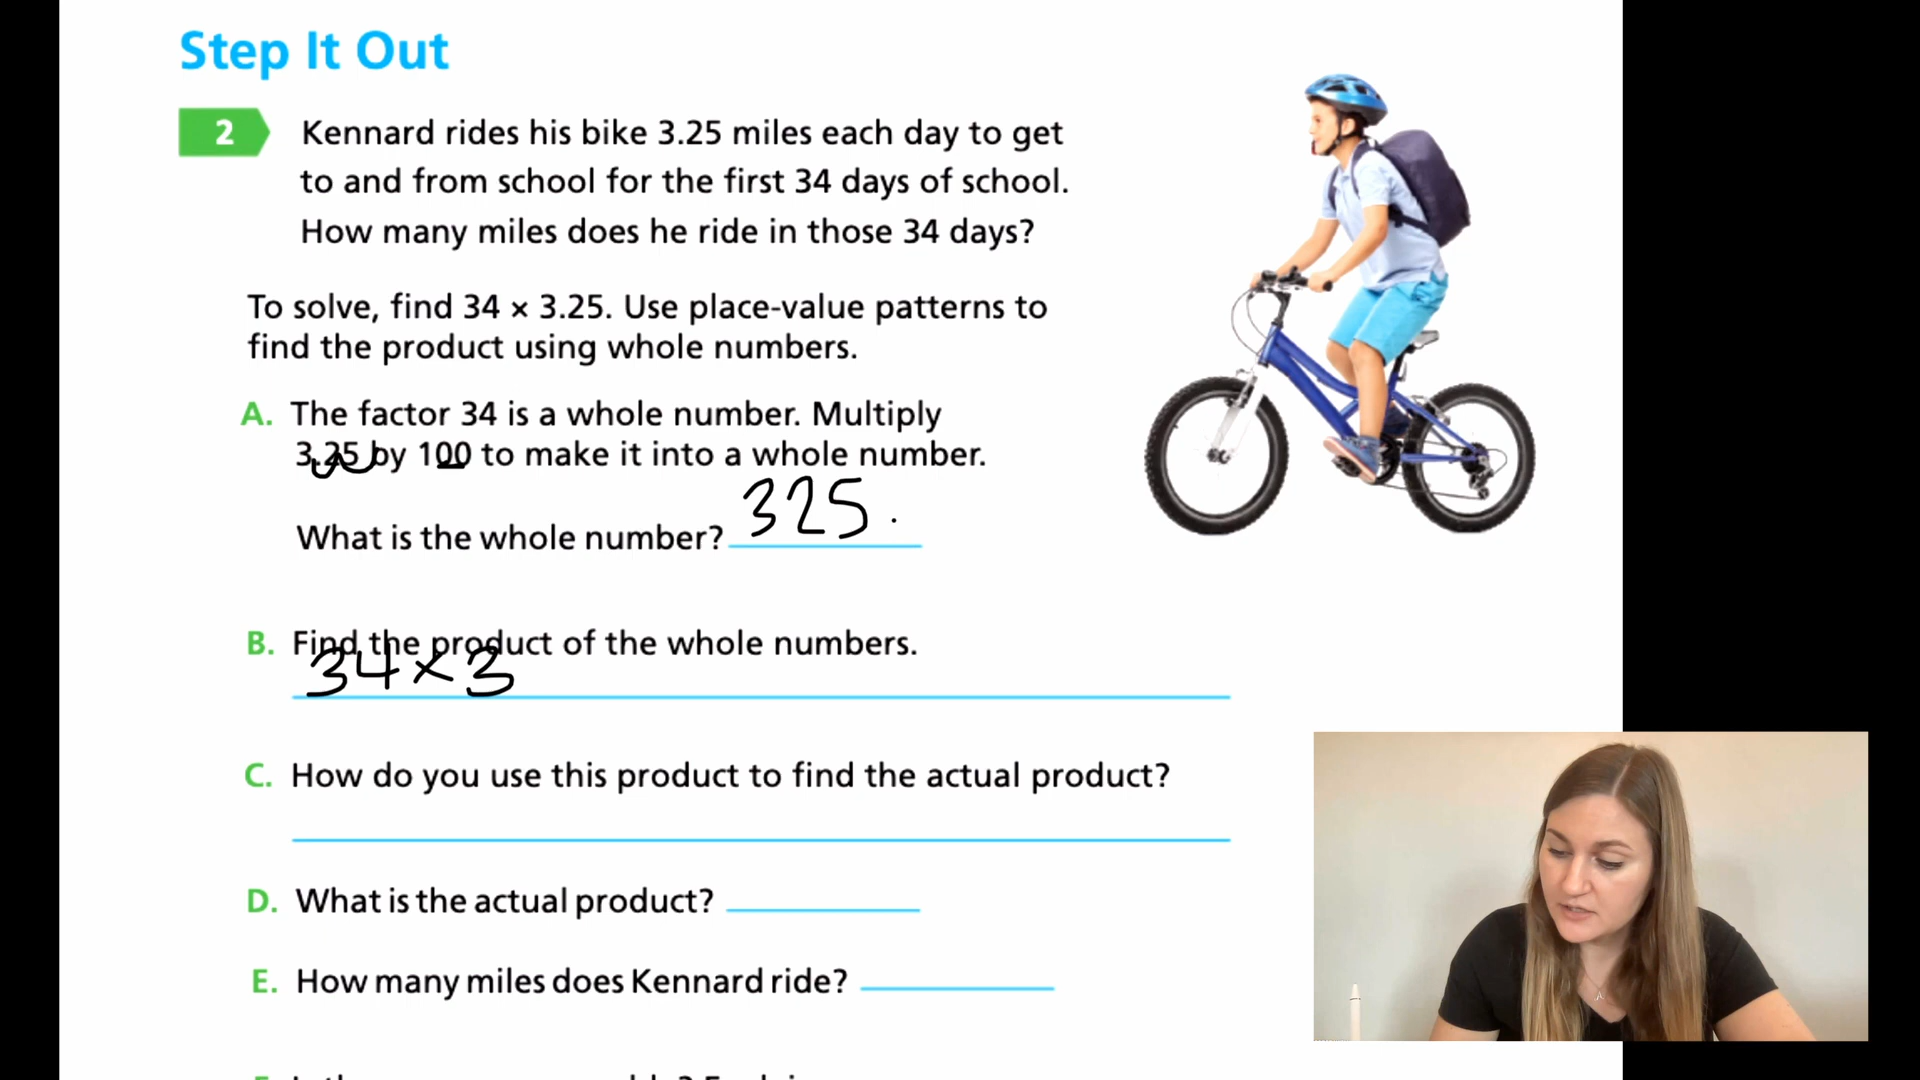 Step It Out
2 Kennard rides his bike 3.25 miles each day to get
to and from school for the first 34 days of school.
How many miles does he ride in those 34 days?
To solve, find 34 × 3.25. Use place-value patterns to
find the product using whole numbers.
A. The factor 34 is a whole number. Multiply
3.25 by 100 to make it into a whole number.
What is the whole number? 325.
B. Find the product of the whole numbers.
34 × 3
C. How do you use this product to find the actual product?
D. What is the actual product?
E. How many miles does Kennard ride?